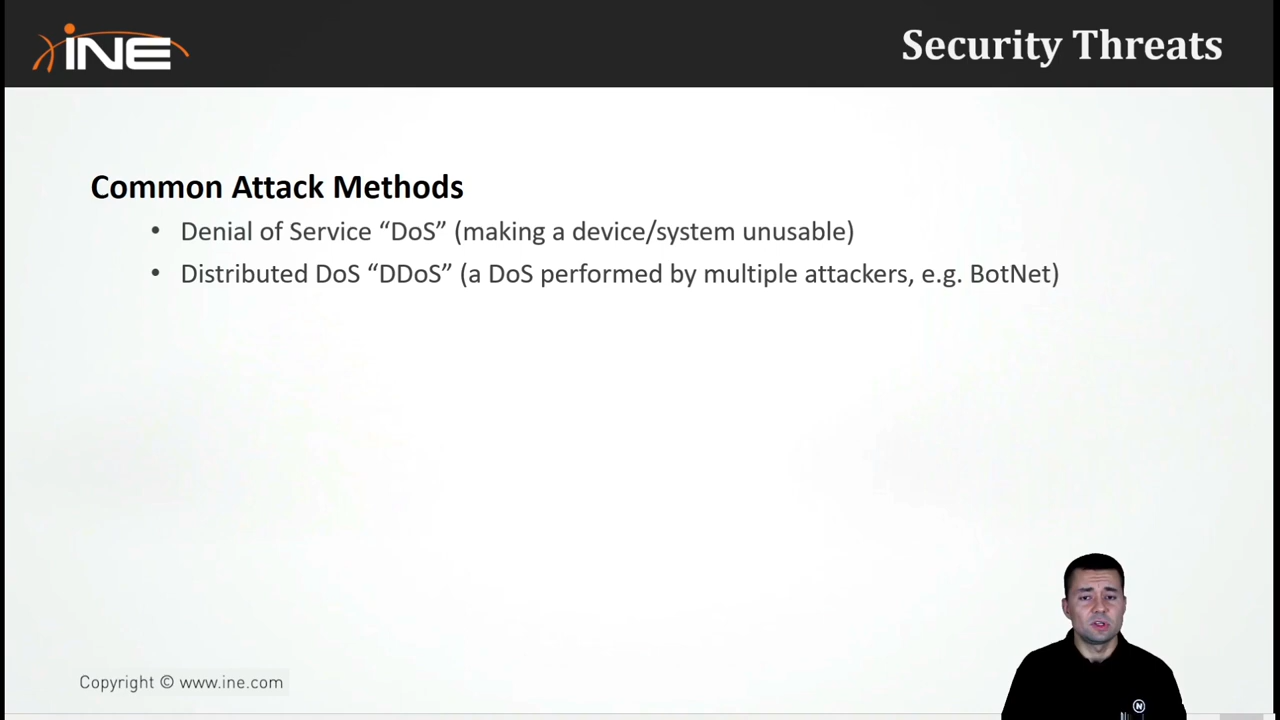 INE
Security Threats
Common Attack Methods
• Denial of Service “DoS” (making a device/system unusable)
• Distributed DoS “DDoS” (a DoS performed by multiple attackers, e.g. BotNet)
Copyright © www.ine.com
N